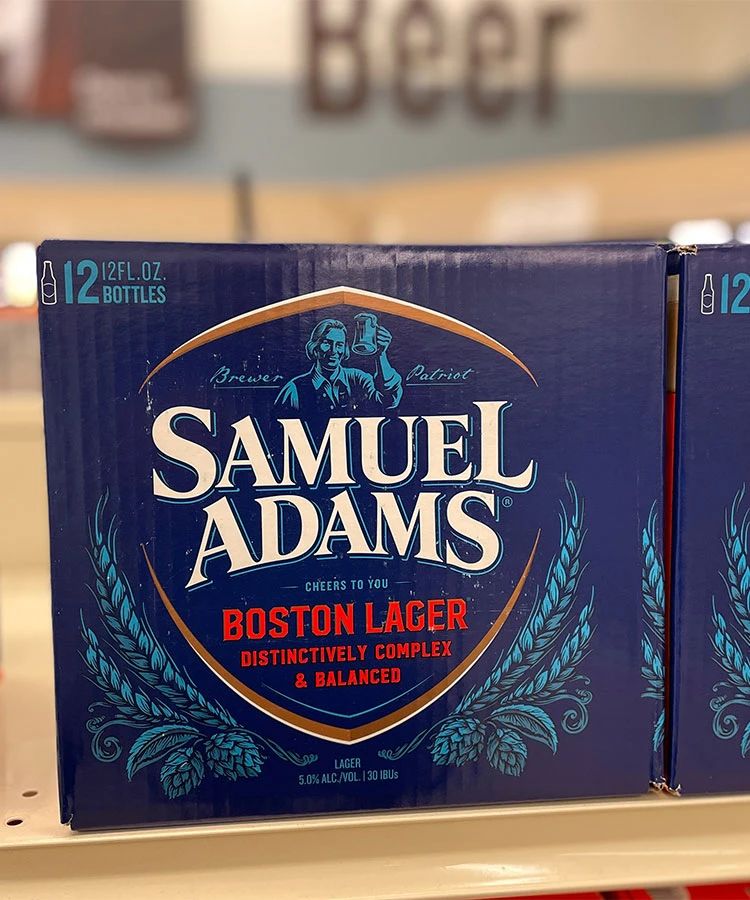 Beer
12 12FL.OZ.
BOTTLES
12
Brewer Patriot
SAMUEL
ADAMS®
CHEERS TO YOU
BOSTON LAGER
DISTINCTIVELY COMPLEX
& BALANCED
LAGER
5.0% ALC./VOL. | 30 IBUs